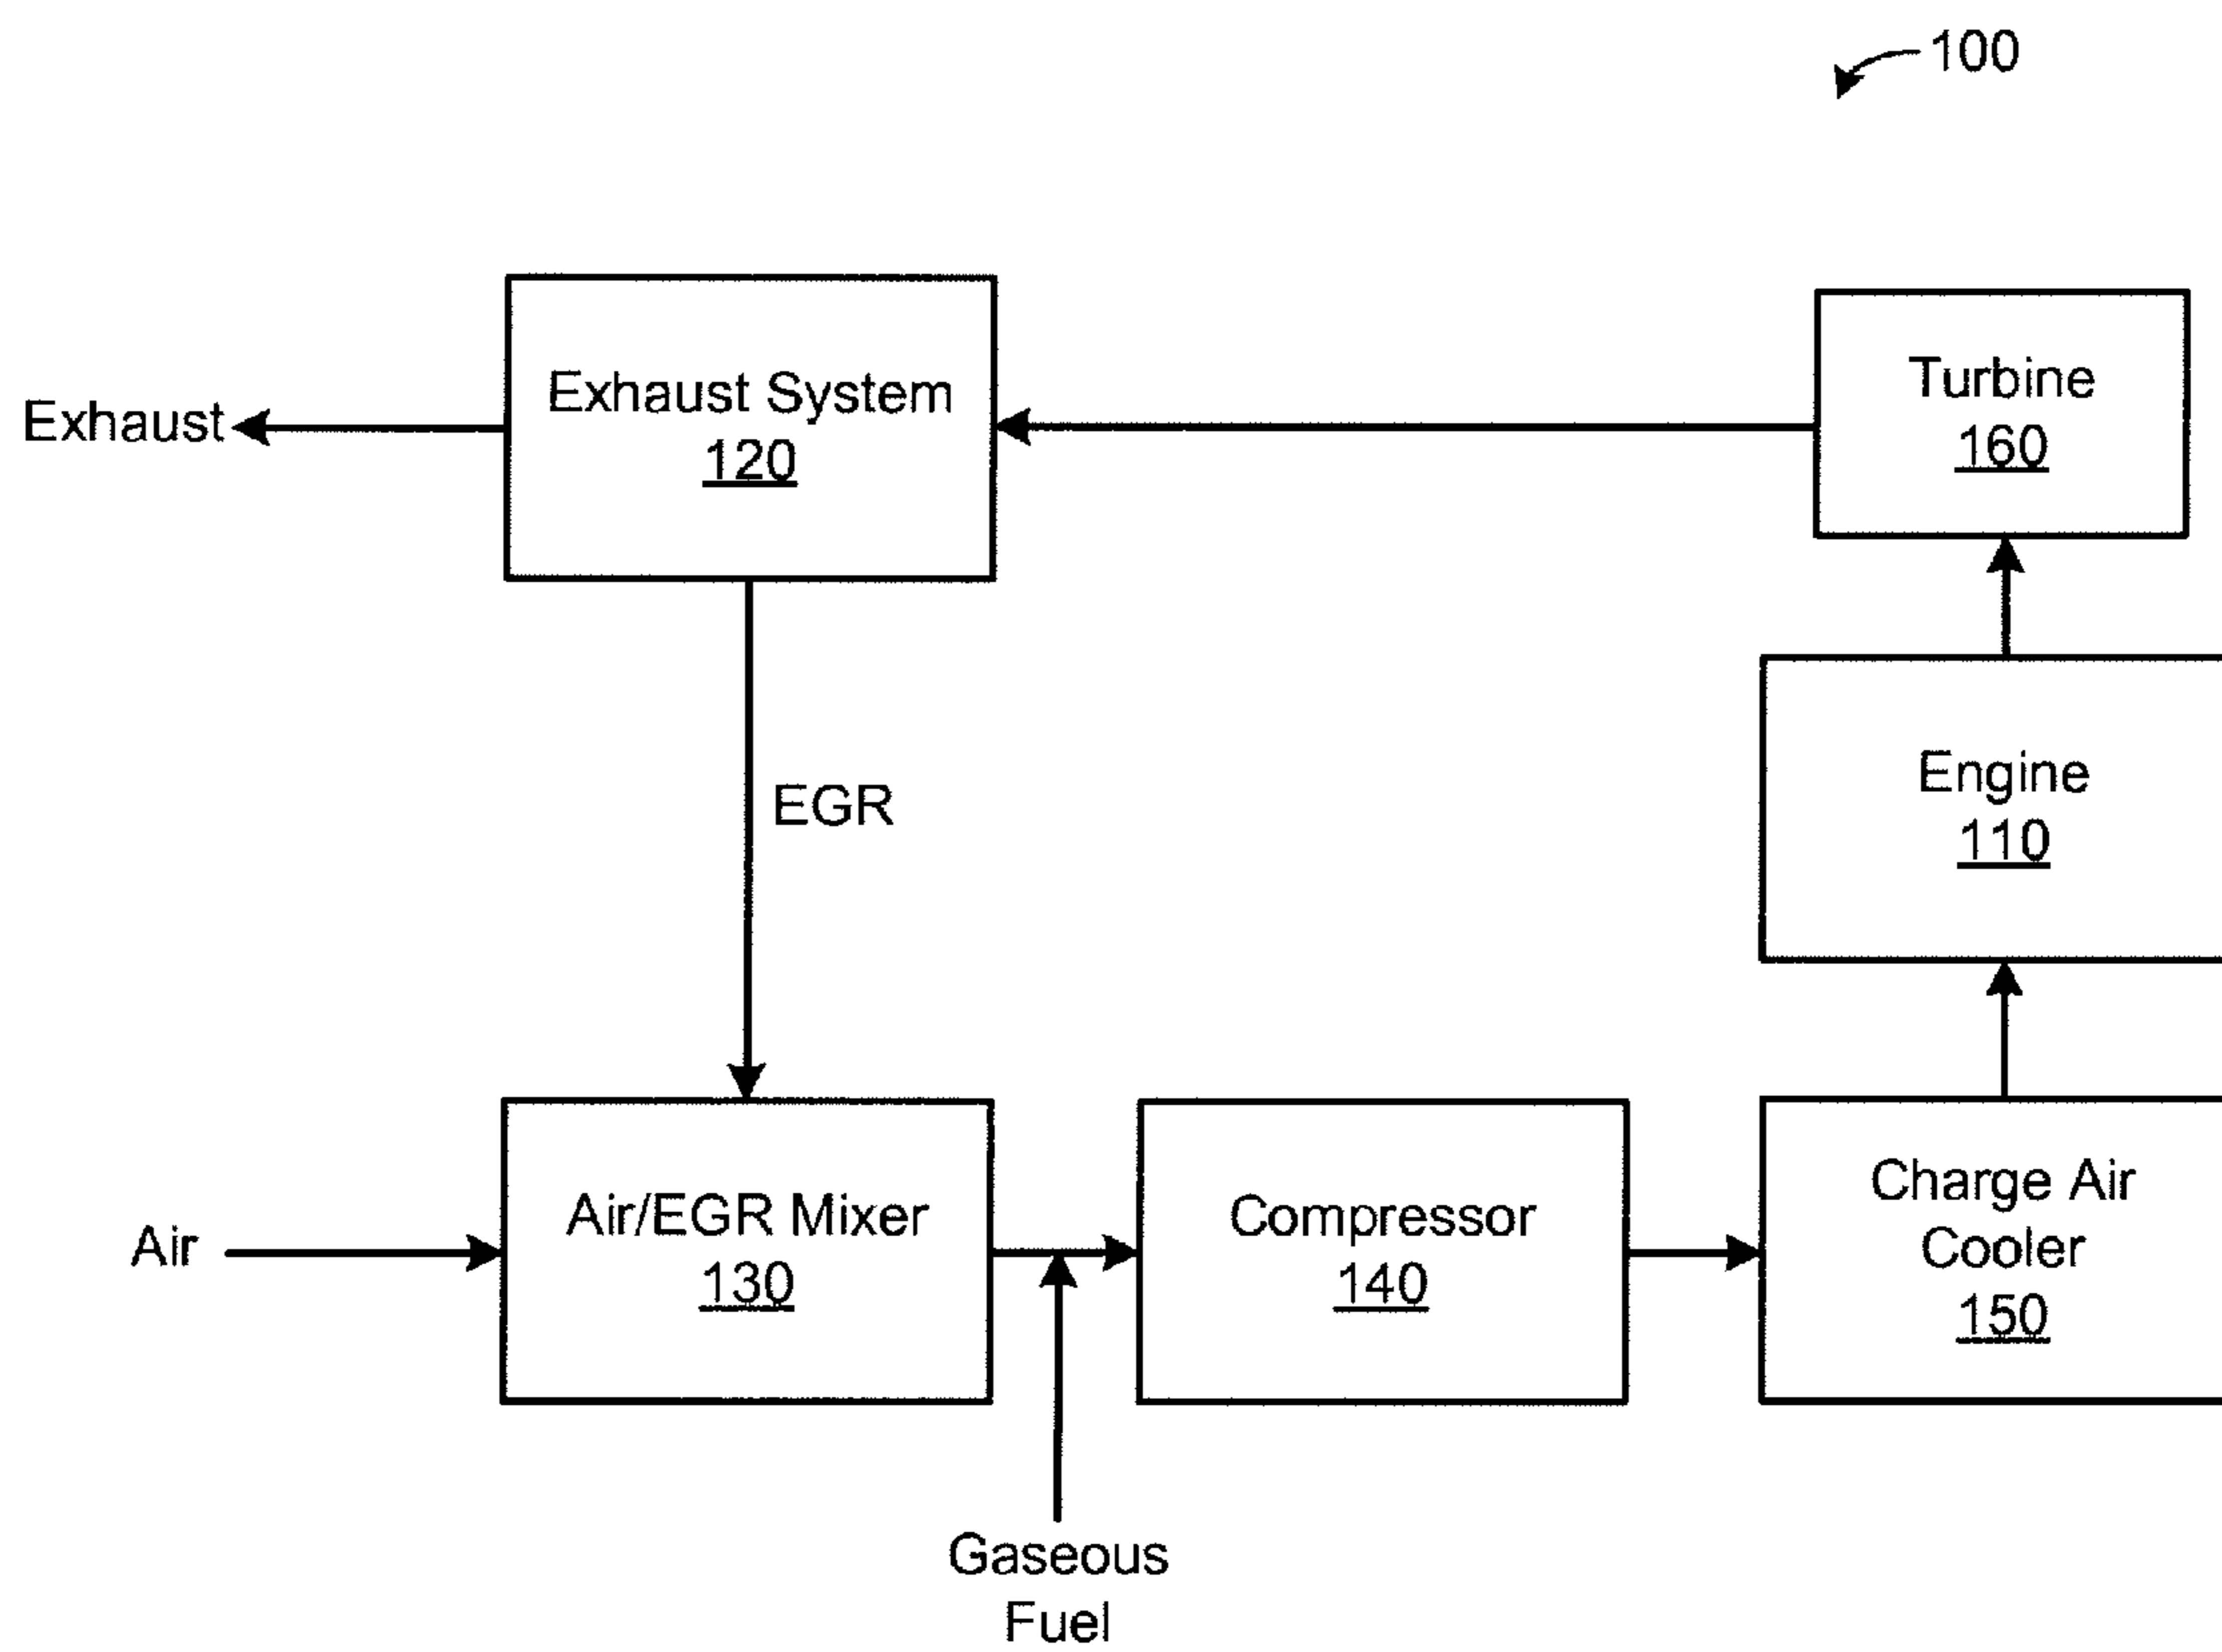 100
Exhaust System
120
Turbine
160
Exhaust
Engine
110
EGR
Air/EGR Mixer
130
Compressor
140
Charge Air
Cooler
150
Air
Gaseous
Fuel